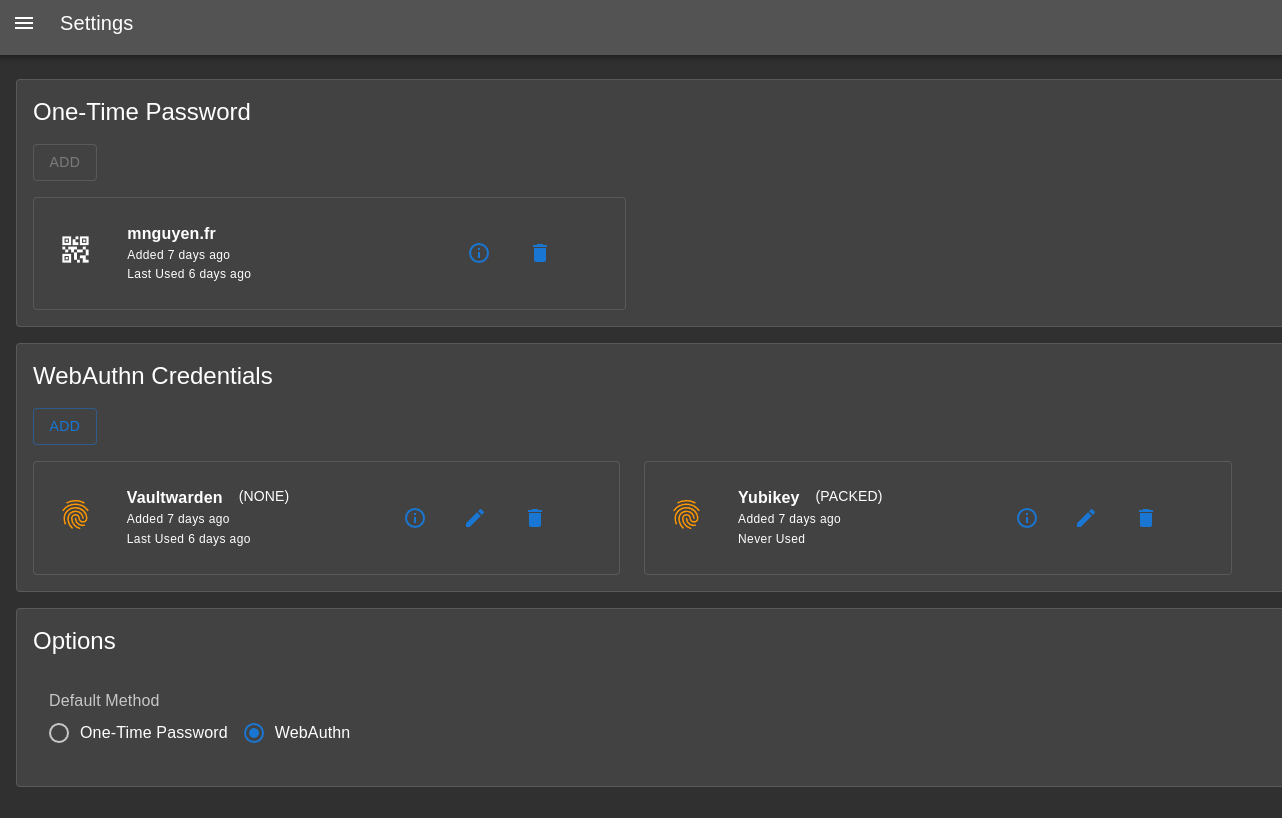 Settings
One-Time Password
ADD
mnguyen.fr
Added 7 days ago
Last Used 6 days ago
WebAuthn Credentials
ADD
Vaultwarden (NONE)
Added 7 days ago
Last Used 6 days ago
Yubikey (PACKED)
Added 7 days ago
Never Used
Options
Default Method
One-Time Password WebAuthn